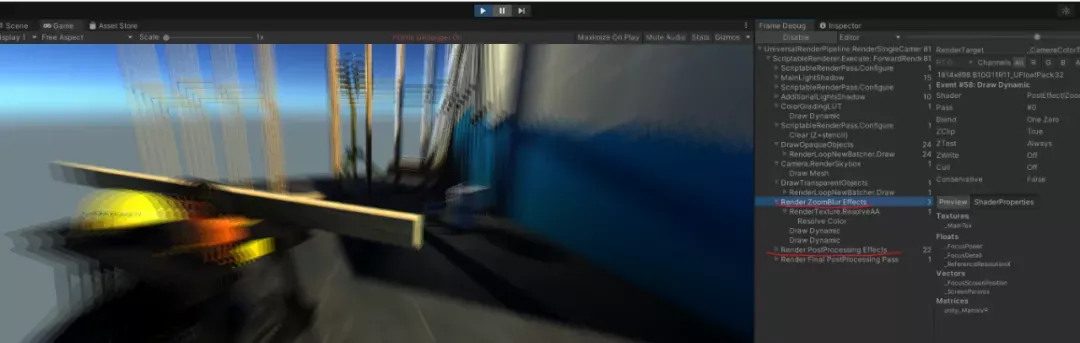 Scene Game Asset Store
Display 1 Free Aspect Scale 1x Frame Debugger On Maximize On Play Mute Audio Stats Gizmos
Frame Debug Inspector
Disable Editor
UniversalRenderPipeline.RenderSingleCamer 81
ScriptableRenderer.Execute: ForwardRende 81
ScriptableRenderPass.Configure 1
MainLightShadow 15
ScriptableRenderPass.Configure 1
AdditionalLightsShadow 10
ColorGradingLUT 1
Draw Dynamic
ScriptableRenderPass.Configure 1
Clear (Z+stencil)
DrawOpaqueObjects 24
RenderLoopNewBatcher.Draw 24
Camera.RenderSkybox 1
Draw Mesh
DrawTransparentObjects 1
RenderLoopNewBatcher.Draw 1
Render ZoomBlur Effects 3
RenderTexture.ResolveAA 1
Resolve Color
Draw Dynamic
Draw Dynamic
Render PostProcessing Effects 22
Render Final PostProcessing Pass 1
RenderTarget _CameraColorT
RT 0 Channels All R G B A
1614x898 B10G11R11_UFloatPack32
Event #58: Draw Dynamic
Shader PostEffect/Zoom
Pass #0
Blend One Zero
ZClip True
ZTest Always
ZWrite Off
Cull Off
Conservative False
Preview ShaderProperties
Textures
_MainTex
Floats
_FocusPower
_FocusDetail
Vectors
_FocusScreenPosition
_ScreenParams
Matrices
unity_MatrixVP